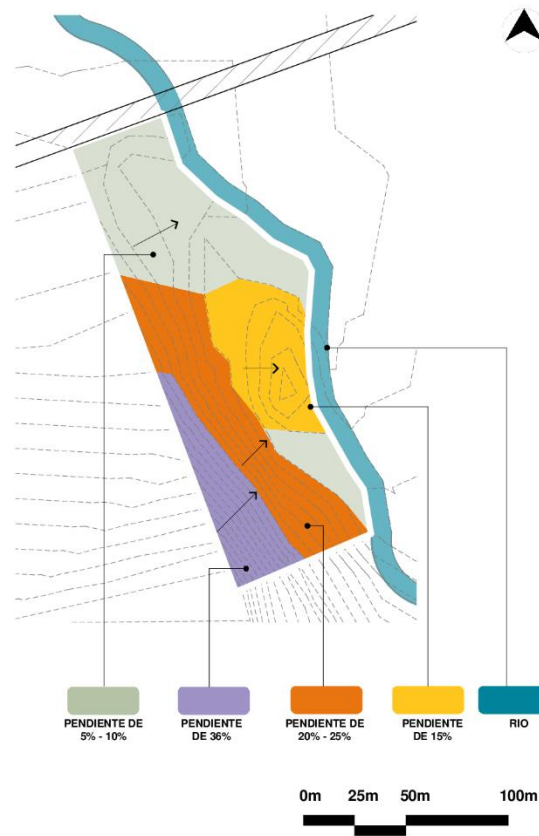 PENDIENTE DE
5% - 10%
PENDIENTE
DE 36%
PENDIENTE DE
20% - 25%
PENDIENTE
DE 15%
RIO
0m 25m 50m 100m